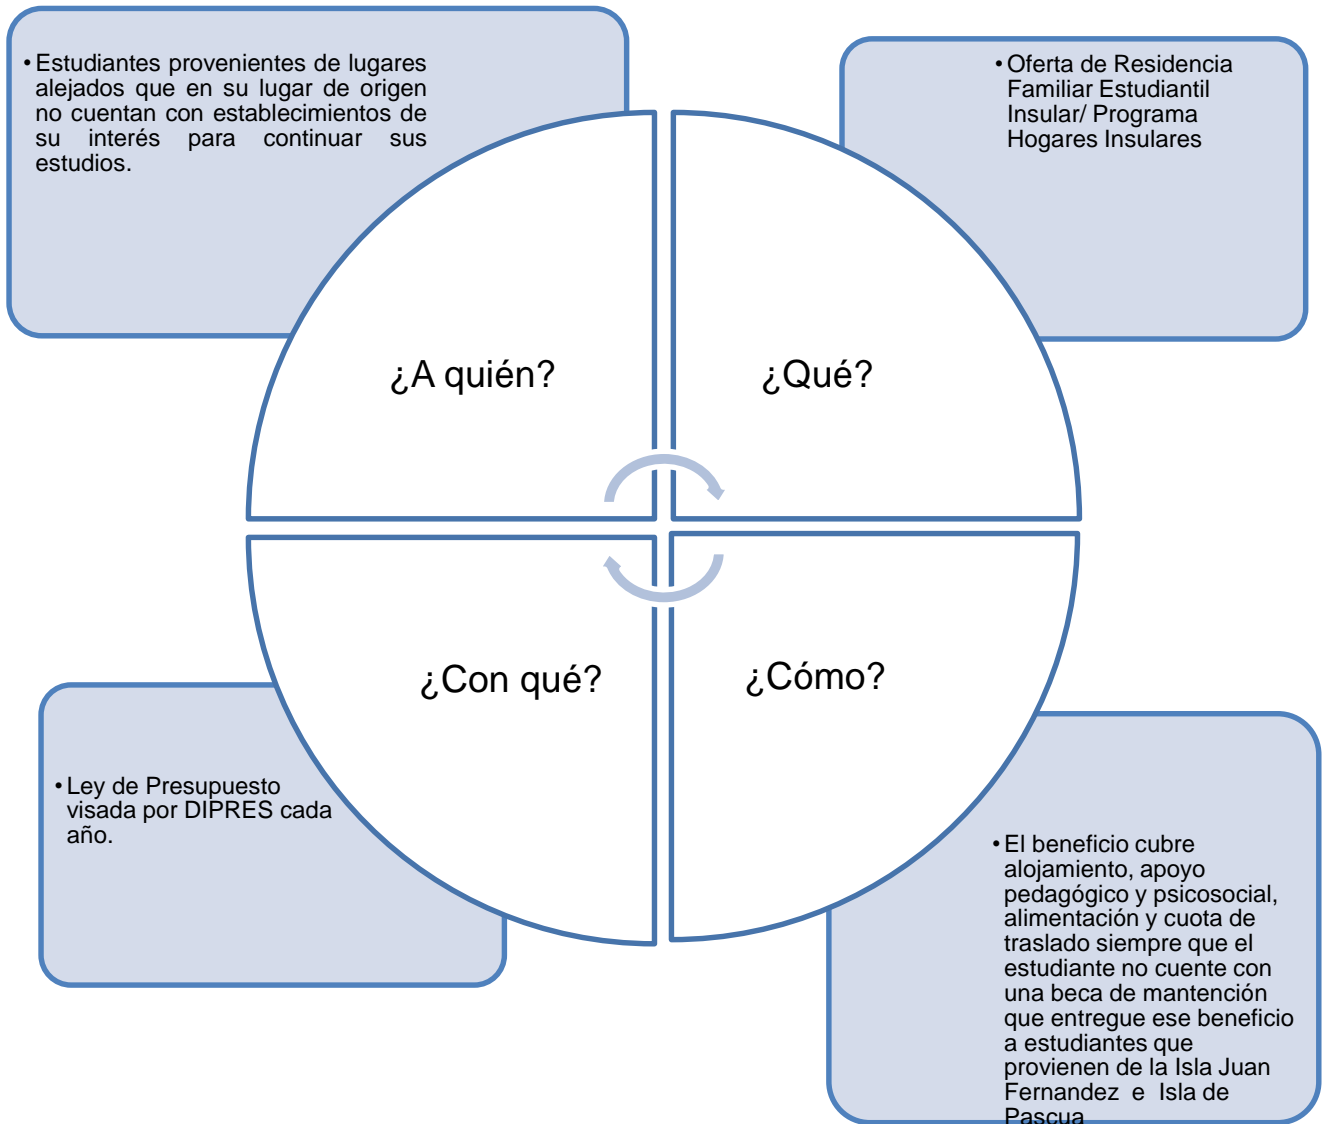 • Estudiantes provenientes de lugares
alejados que en su lugar de origen
no cuentan con establecimientos de
su interés para continuar sus
estudios.
• Oferta de Residencia
Familiar Estudiantil
Insular/ Programa
Hogares Insulares
¿A quién?
¿Qué?
¿Con qué?
¿Cómo?
• Ley de Presupuesto
visada por DIPRES cada
año.
• El beneficio cubre
alojamiento, apoyo
pedagógico y psicosocial,
alimentación y cuota de
traslado siempre que el
estudiante no cuente con
una beca de mantención
que entregue ese beneficio
a estudiantes que
provienen de la Isla Juan
Fernandez e Isla de
Pascua